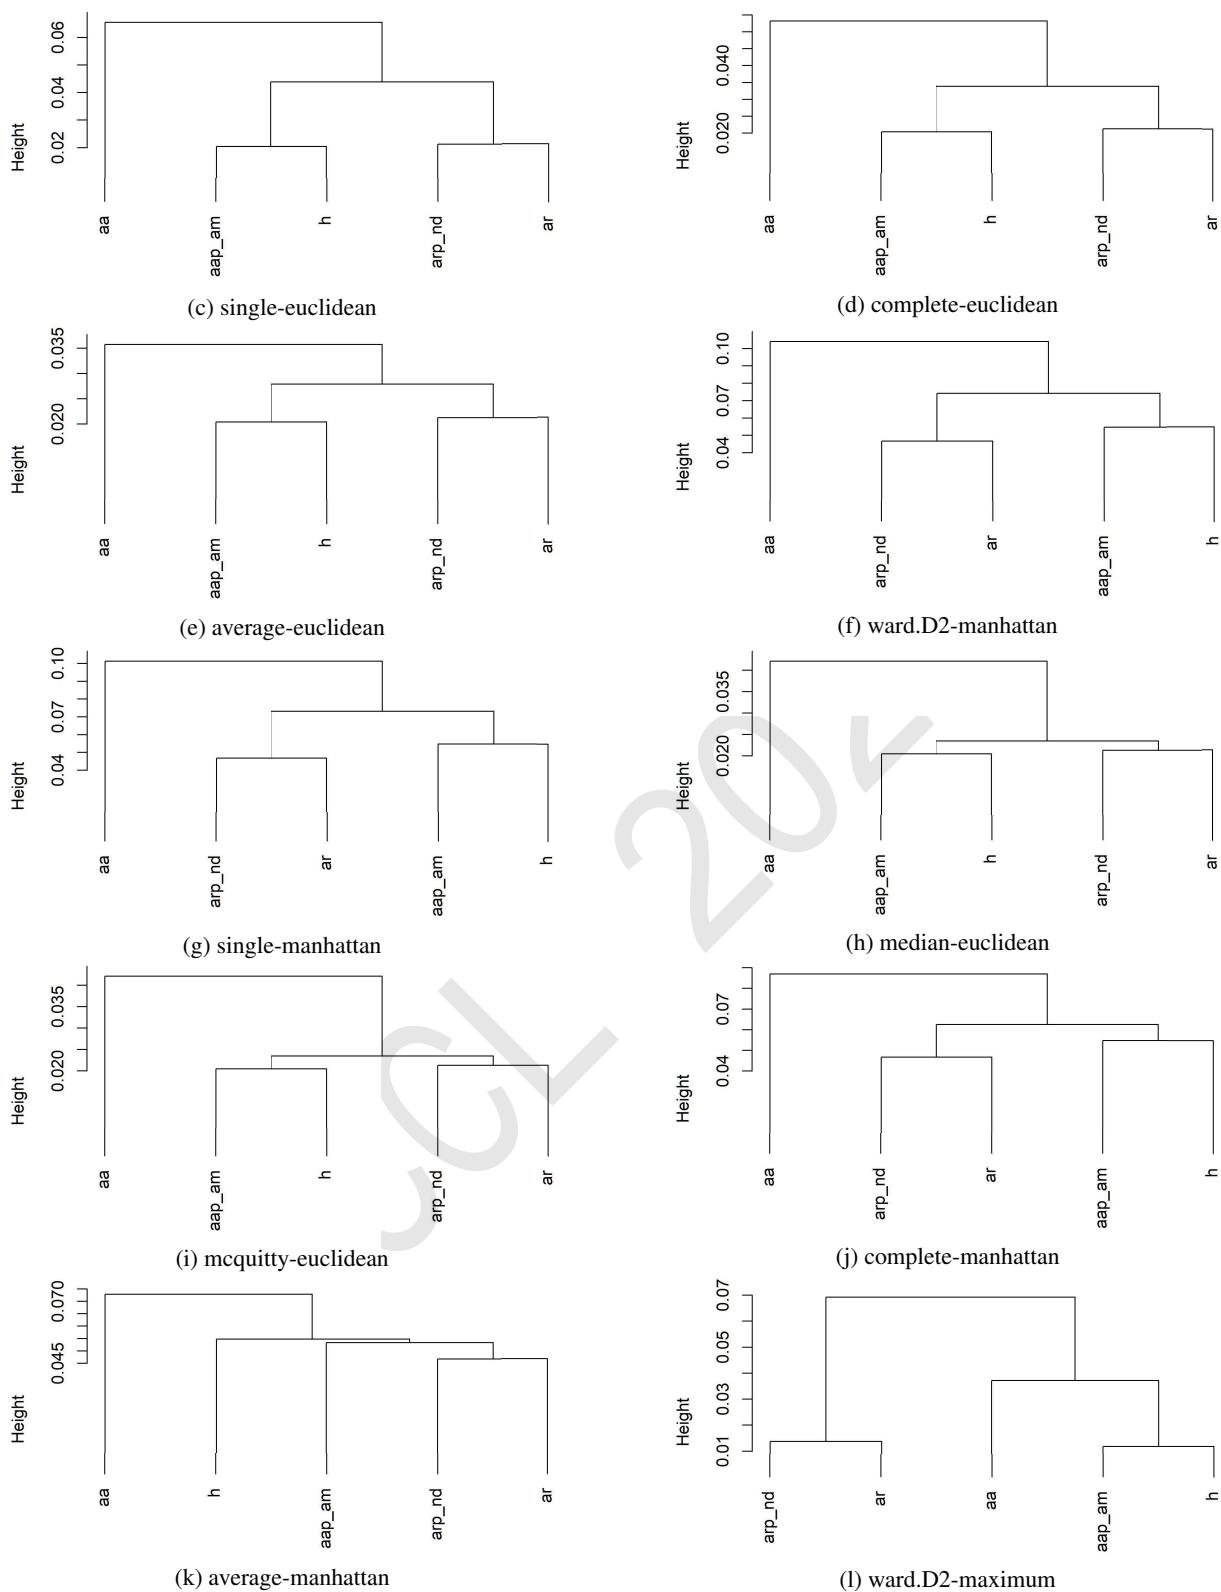 0.06
0.04
0.02
Height
aa
aap_am
h
arp_nd
ar
(c) single-euclidean
0.040
0.020
Height
aa
aap_am
h
arp_nd
ar
(d) complete-euclidean
0.035
0.020
Height
aa
aap_am
h
arp_nd
ar
(e) average-euclidean
0.10
0.07
0.04
Height
aa
arp_nd
ar
aap_am
h
(f) ward.D2-manhattan
0.10
0.07
0.04
Height
aa
arp_nd
ar
aap_am
h
(g) single-manhattan
0.035
0.020
Height
aa
aap_am
h
arp_nd
ar
(h) median-euclidean
0.035
0.020
Height
aa
aap_am
h
arp_nd
ar
(i) mcquitty-euclidean
0.07
0.04
Height
aa
arp_nd
ar
aap_am
h
(j) complete-manhattan
0.070
0.045
Height
aa
h
aap_am
arp_nd
ar
(k) average-manhattan
0.07
0.05
0.03
0.01
Height
arp_nd
ar
aa
aap_am
h
(l) ward.D2-maximum
CCL 202